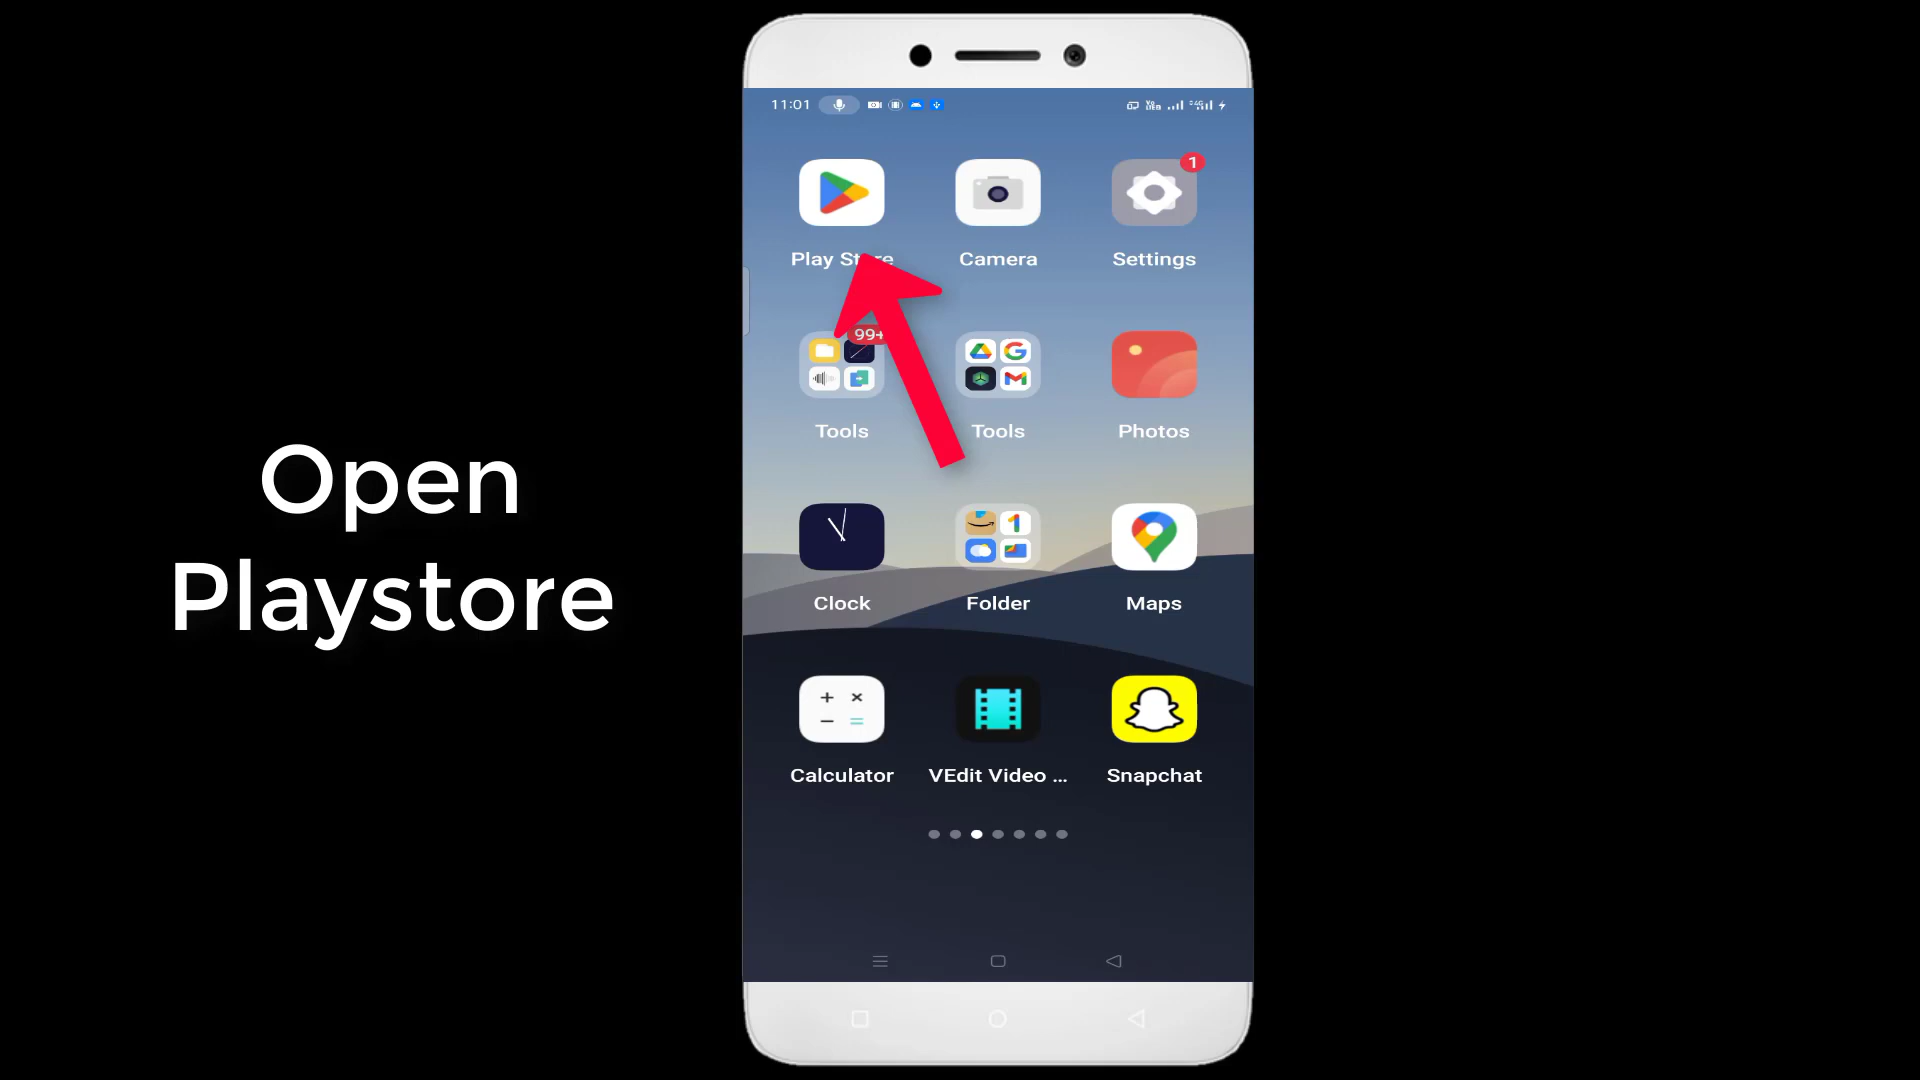 Open
Playstore
11:01
1
Play Store
Camera
Settings
99+
Tools
Tools
Photos
Clock
Folder
Maps
Calculator
VEdit Video ...
Snapchat